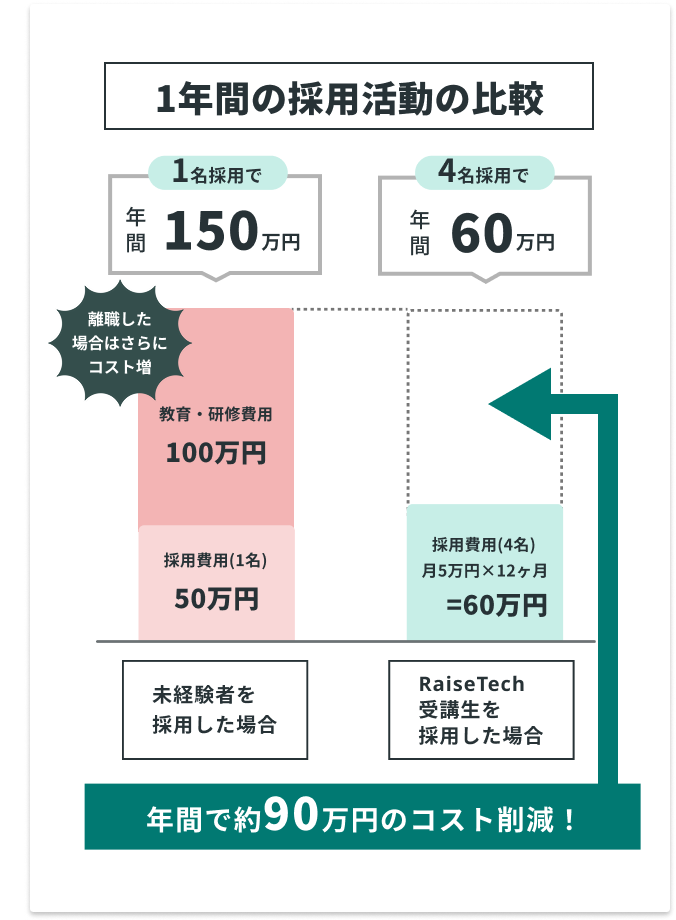 1年間の採用活動の比較
1名採用で
年間 150万円
4名採用で
年間 60万円
離職した
場合はさらに
コスト増
教育・研修費用
100万円
採用費用(1名)
50万円
採用費用(4名)
月5万円×12ヶ月
=60万円
未経験者を
採用した場合
RaiseTech
受講生を
採用した場合
年間で約90万円のコスト削減！